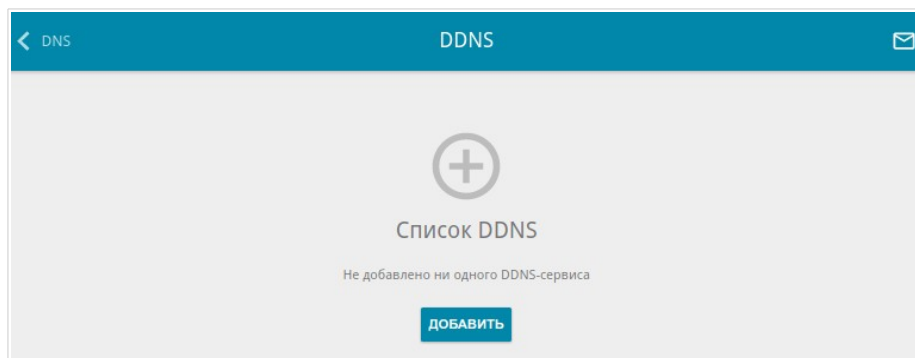 DNS
DDNS
Список DDNS
Не добавлено ни одного DDNS-сервиса
ДОБАВИТЬ